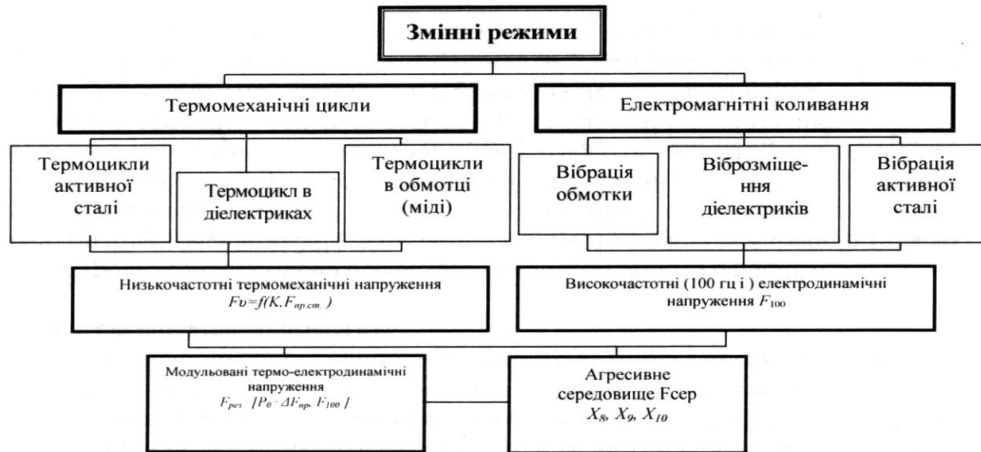 Змінні режими
Термомеханічні цикли
Електромагнітні коливання
Термоцикли
активної
сталі
Термоцикл в
діелектриках
Термоцикли
в обмотці
(міді)
Вібрація
обмотки
Віброзміще-
ення
діелектриків
Вібрація
активної
сталі
Низькочастотні термомеханічні напруження
Fυ=f(K,Fпр.ст. )
Високочастотні (100 гц і ) електродинамічні
напруження F100
Модульовані термо-електродинамічні
напруження
Fрез [P0 · ΔFпр, F100 ]
Агресивне
середовище Fсер
X8, X9, X10